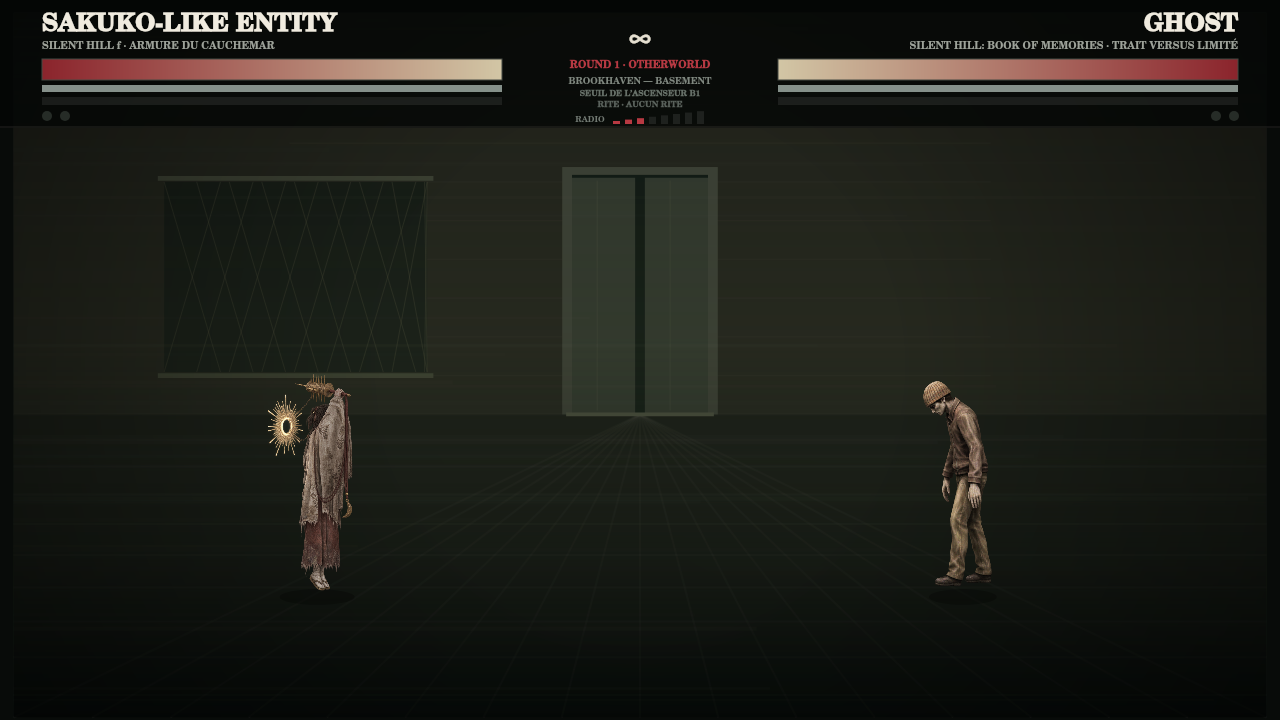 SAKUKO-LIKE ENTITY
SILENT HILL f · ARMURE DU CAUCHEMAR
∞
ROUND 1 · OTHERWORLD
BROOKHAVEN — BASEMENT
SEUIL DE L'ASCENSEUR B1
RITE · AUCUN RITE
RADIO
GHOST
SILENT HILL: BOOK OF MEMORIES · TRAIT VERSUS LIMITÉ